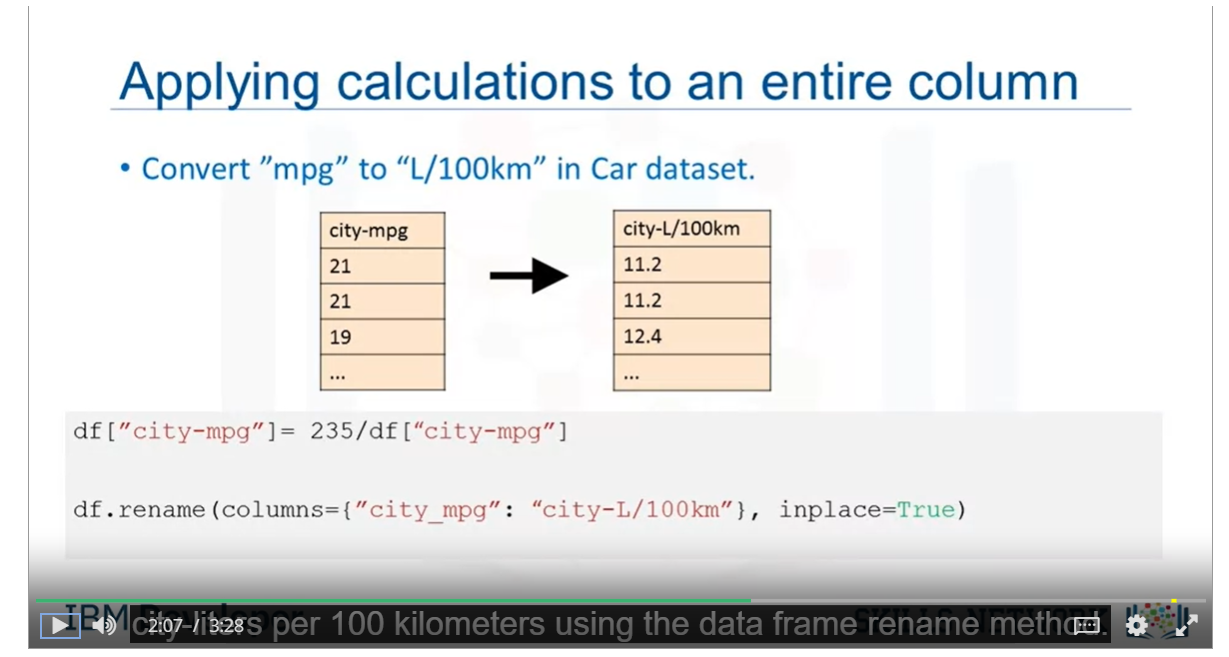 Applying calculations to an entire column
• Convert ”mpg” to “L/100km” in Car dataset.
city-mpg
21
21
19
...
city-L/100km
11.2
11.2
12.4
...
df[”city-mpg”]= 235/df[“city-mpg”]
df.rename(columns={”city_mpg”: “city-L/100km”}, inplace=True)
IBM Developer
SKILLS NETWORK
city-liters per 100 kilometers using the data frame rename method.
2:07 / 3:28